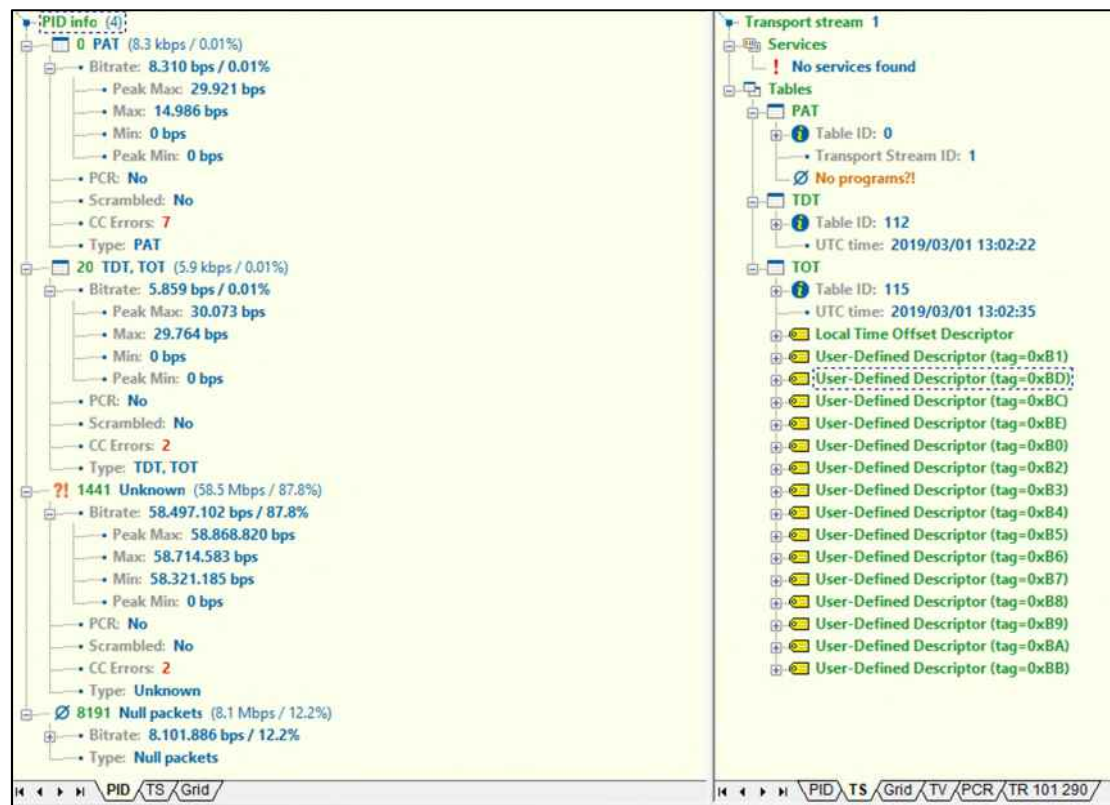 PID info (4)
0 PAT (8.3 kbps / 0.01%)
Bitrate: 8.310 bps / 0.01%
Peak Max: 29.921 bps
Max: 14.986 bps
Min: 0 bps
Peak Min: 0 bps
PCR: No
Scrambled: No
CC Errors: 7
Type: PAT
20 TDT, TOT (5.9 kbps / 0.01%)
Bitrate: 5.859 bps / 0.01%
Peak Max: 30.073 bps
Max: 29.764 bps
Min: 0 bps
Peak Min: 0 bps
PCR: No
Scrambled: No
CC Errors: 2
Type: TDT, TOT
?! 1441 Unknown (58.5 Mbps / 87.8%)
Bitrate: 58.497.102 bps / 87.8%
Peak Max: 58.868.820 bps
Max: 58.714.583 bps
Min: 58.321.185 bps
Peak Min: 0 bps
PCR: No
Scrambled: No
CC Errors: 2
Type: Unknown
8191 Null packets (8.1 Mbps / 12.2%)
Bitrate: 8.101.886 bps / 12.2%
Type: Null packets
PID TS Grid
Transport stream 1
Services
! No services found
Tables
PAT
Table ID: 0
Transport Stream ID: 1
No programs?!
TDT
Table ID: 112
UTC time: 2019/03/01 13:02:22
TOT
Table ID: 115
UTC time: 2019/03/01 13:02:35
Local Time Offset Descriptor
User-Defined Descriptor (tag=0xB1)
User-Defined Descriptor (tag=0xBD)
User-Defined Descriptor (tag=0xBC)
User-Defined Descriptor (tag=0xBE)
User-Defined Descriptor (tag=0xB0)
User-Defined Descriptor (tag=0xB2)
User-Defined Descriptor (tag=0xB3)
User-Defined Descriptor (tag=0xB4)
User-Defined Descriptor (tag=0xB5)
User-Defined Descriptor (tag=0xB6)
User-Defined Descriptor (tag=0xB7)
User-Defined Descriptor (tag=0xB8)
User-Defined Descriptor (tag=0xB9)
User-Defined Descriptor (tag=0xBA)
User-Defined Descriptor (tag=0xBB)
PID TS Grid TV PCR TR 101 290